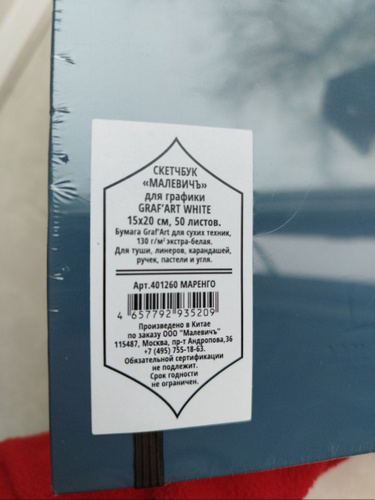 СКЕТЧБУК
«МАЛЕВИЧЪ»
для графики
GRAF'ART WHITE
15х20 см, 50 листов.
Бумага Graf'Art для сухих техник,
130 г/м² экстра-белая.
Для туши, линеров, карандашей,
ручек, пастели и угля.
Арт.401260 МАРЕНГО
4 657792 935209
Произведено в Китае
по заказу ООО "Малевичъ"
115487, Москва, пр-т Андропова,36
+7 (495) 755-18-63.
Обязательной сертификации
не подлежит.
Срок годности
не ограничен.